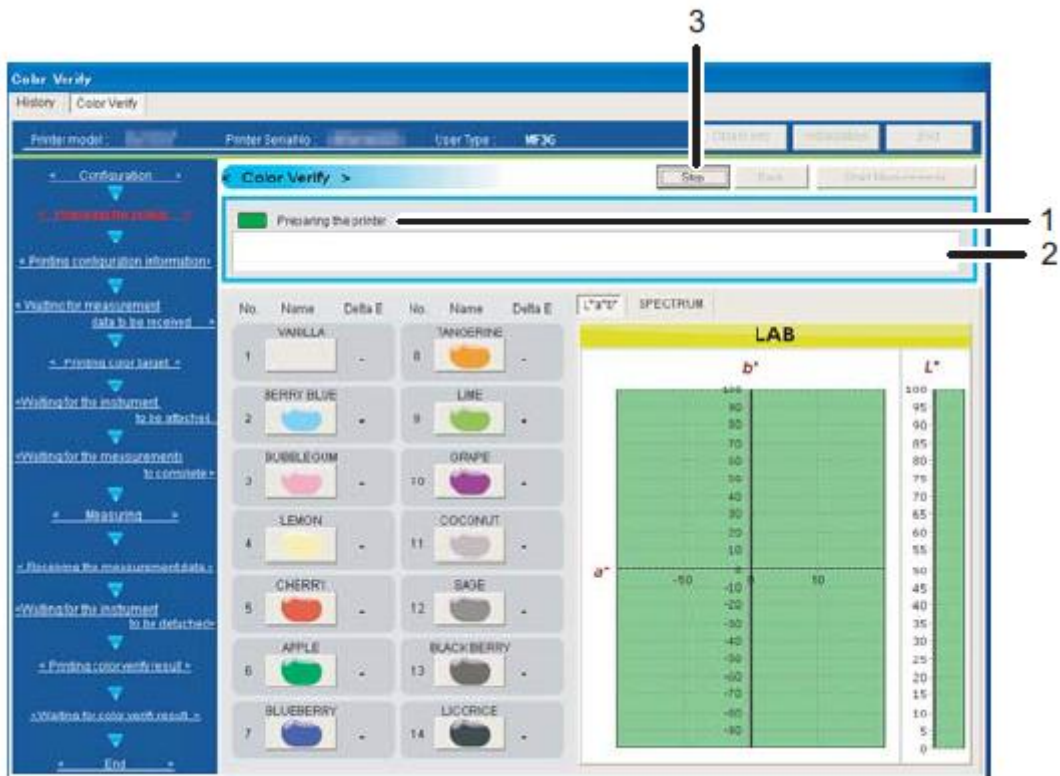 3
Color Verify
History Color Verify
Printer model : Printer Serial No : User Type : MF3G End
< Configuration >
< Color Verify > Stop Back Start Measurements
Preparing the printer 1
2
< Printing configuration information>
< Waiting for measurement
data to be received >
< Printing color target >
<Waiting for the instrument
to be attached
<Waiting for the measurements
to complete>
< Measuring >
< Receiving the measurement data >
<Waiting for the instrument
to be detached>
< Printing color verify result >
<Waiting for color verify result >
< End >
No. Name Delta E No. Name Delta E
VANILLA TANGERINE
1 - 8 -
BERRY BLUE LIME
2 - 9 -
BUBBLEGUM GRAPE
3 - 10 -
LEMON COCONUT
4 - 11 -
CHERRY SAGE
5 - 12 -
APPLE BLACKBERRY
6 - 13 -
BLUEBERRY LICORICE
7 - 14 -
L*a*b* SPECTRUM
LAB
b* L*
100 100
90 95
80 90
70 85
60 80
50 75
40 70
30 65
20 60
10 55
a* -50 0 50 50
-10 45
-20 40
-30 35
-40 30
-50 25
-60 20
-70 15
-80 10
-90 5
0